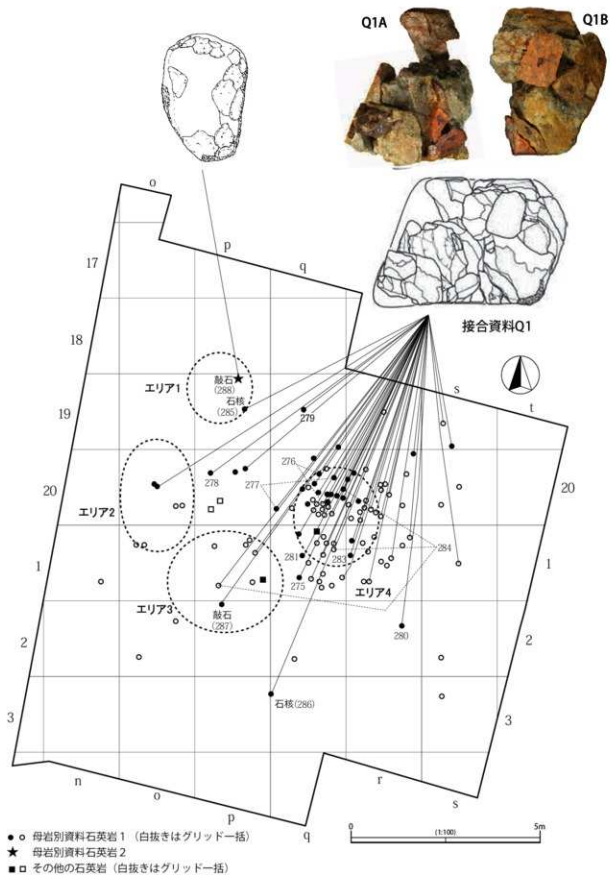 Q1A
Q1B
接合資料Q1
o
p
q
s
t
17
18
19
20
1
2
3
20
1
2
3
n
o
p
q
r
s
エリア1
敲石
(288)
石核
(285)
279
エリア2
278
277
276
281
283
284
275
エリア4
エリア3
敲石
(287)
280
石核(286)
● ○ 母岩別資料石英岩1（白抜きはグリッド一括）
★ 母岩別資料石英岩2
■ □ その他の石英岩（白抜きはグリッド一括）
0 (1:100) 5m